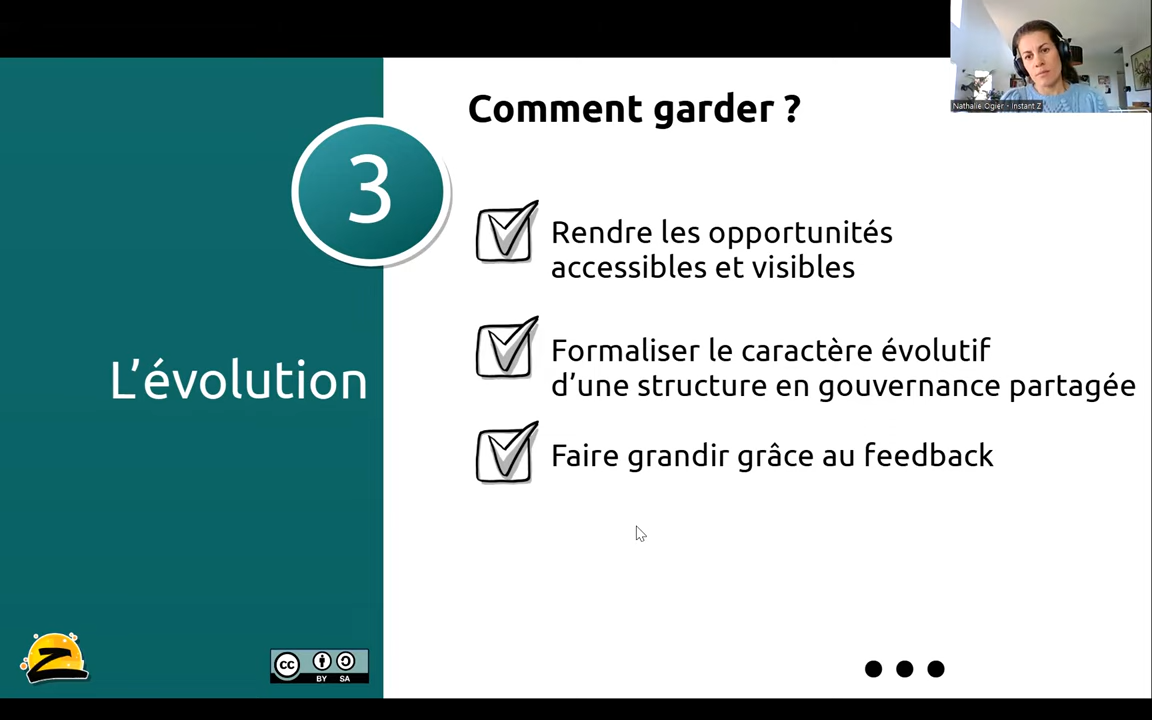 Comment garder ?
Nathalie Ogier - Instant Z
3
Rendre les opportunités
accessibles et visibles
Formaliser le caractère évolutif
d’une structure en gouvernance partagée
L’évolution
Faire grandir grâce au feedback
Z
cc
BY SA